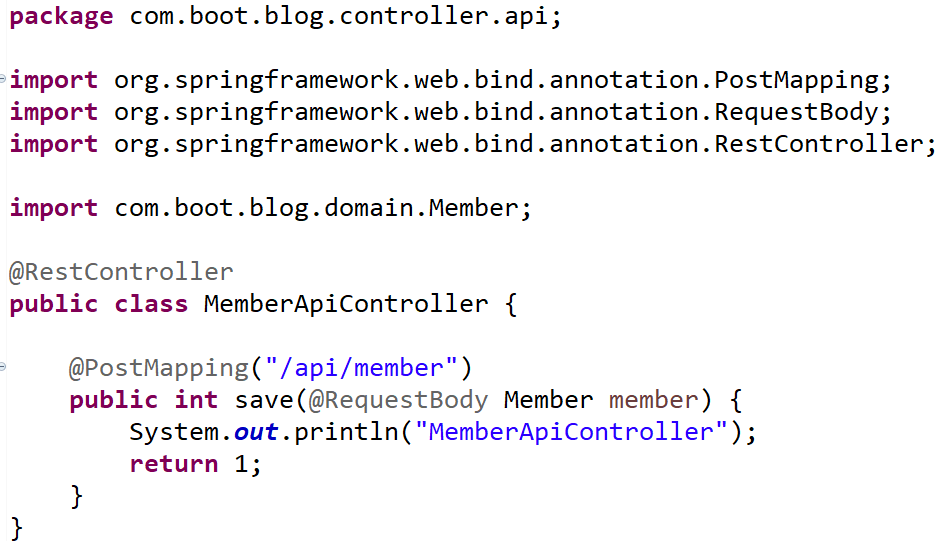 package com.boot.blog.controller.api;
import org.springframework.web.bind.annotation.PostMapping;
import org.springframework.web.bind.annotation.RequestBody;
import org.springframework.web.bind.annotation.RestController;
import com.boot.blog.domain.Member;
@RestController
public class MemberApiController {
@PostMapping("/api/member")
public int save(@RequestBody Member member) {
System.out.println("MemberApiController");
return 1;
}
}